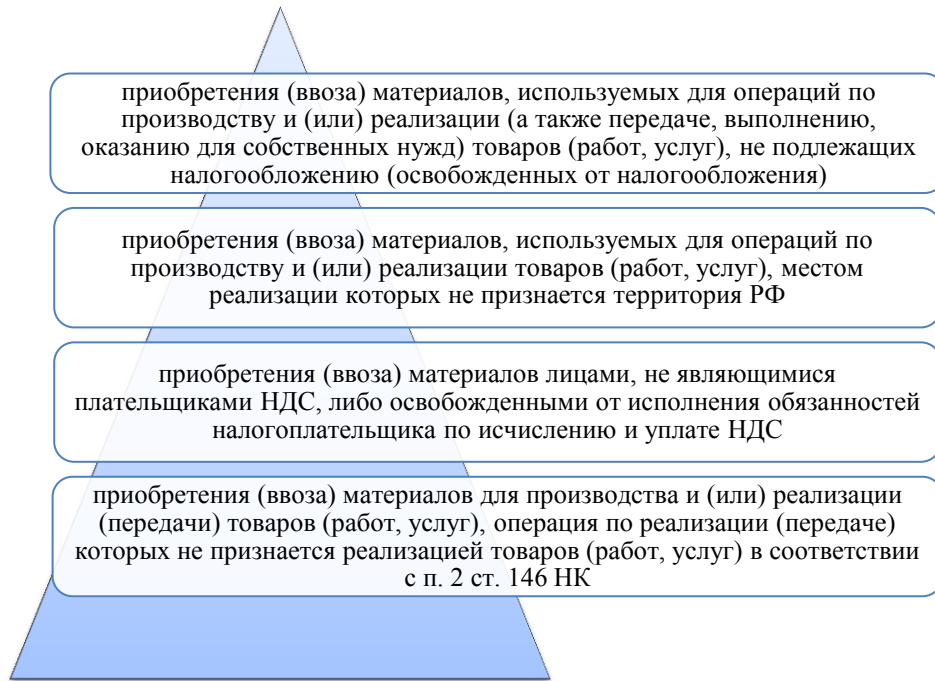 приобретения (ввоза) материалов, используемых для операций по
производству и (или) реализации (а также передаче, выполнению,
оказанию для собственных нужд) товаров (работ, услуг), не подлежащих
налогообложению (освобожденных от налогообложения)
приобретения (ввоза) материалов, используемых для операций по
производству и (или) реализации товаров (работ, услуг), местом
реализации которых не признается территория РФ
приобретения (ввоза) материалов лицами, не являющимися
плательщиками НДС, либо освобожденными от исполнения обязанностей
налогоплательщика по исчислению и уплате НДС
приобретения (ввоза) материалов для производства и (или) реализации
(передачи) товаров (работ, услуг), операция по реализации (передаче)
которых не признается реализацией товаров (работ, услуг) в соответствии
с п. 2 ст. 146 НК